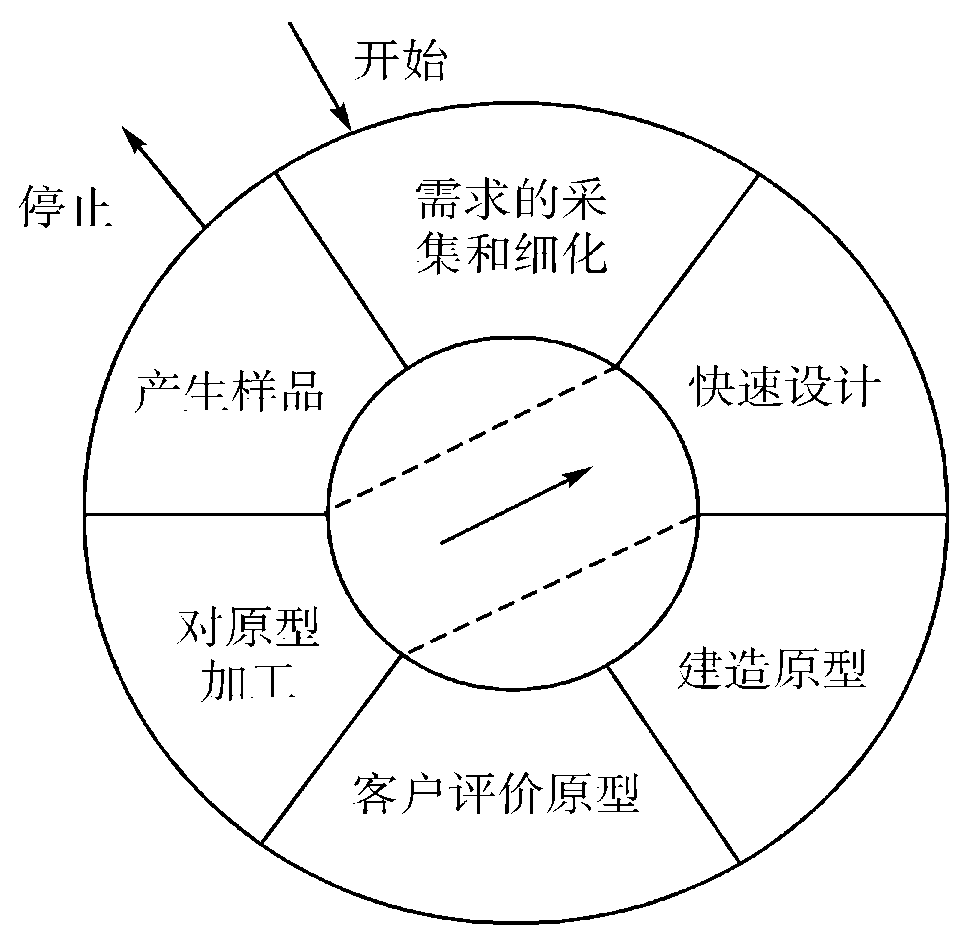 开始
停止
需求的采
集和细化
产生样品
快速设计
对原型
加工
建造原型
客户评价原型